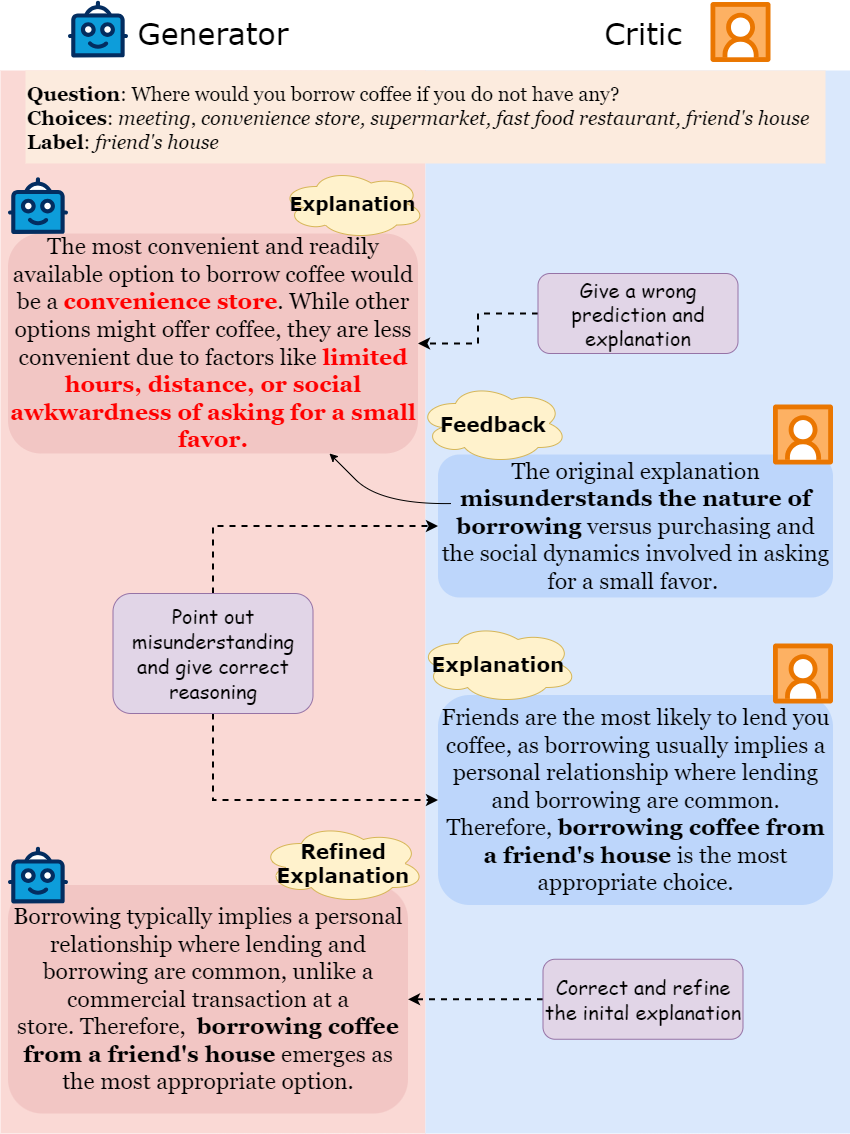 Generator
Critic
Question: Where would you borrow coffee if you do not have any?
Choices: meeting, convenience store, supermarket, fast food restaurant, friend's house
Label: friend's house
Explanation
The most convenient and readily
available option to borrow coffee would
be a convenience store. While other
options might offer coffee, they are less
convenient due to factors like limited
hours, distance, or social
awkwardness of asking for a small
favor.
Give a wrong
prediction and
explanation
Feedback
The original explanation
misunderstands the nature of
borrowing versus purchasing and
the social dynamics involved in asking
for a small favor.
Point out
misunderstanding
and give correct
reasoning
Explanation
Friends are the most likely to lend you
coffee, as borrowing usually implies a
personal relationship where lending
and borrowing are common.
Therefore, borrowing coffee from
a friend's house is the most
appropriate choice.
Refined
Explanation
Borrowing typically implies a personal
relationship where lending and
borrowing are common, unlike a
commercial transaction at a
store. Therefore, borrowing coffee
from a friend's house emerges as
the most appropriate option.
Correct and refine
the inital explanation